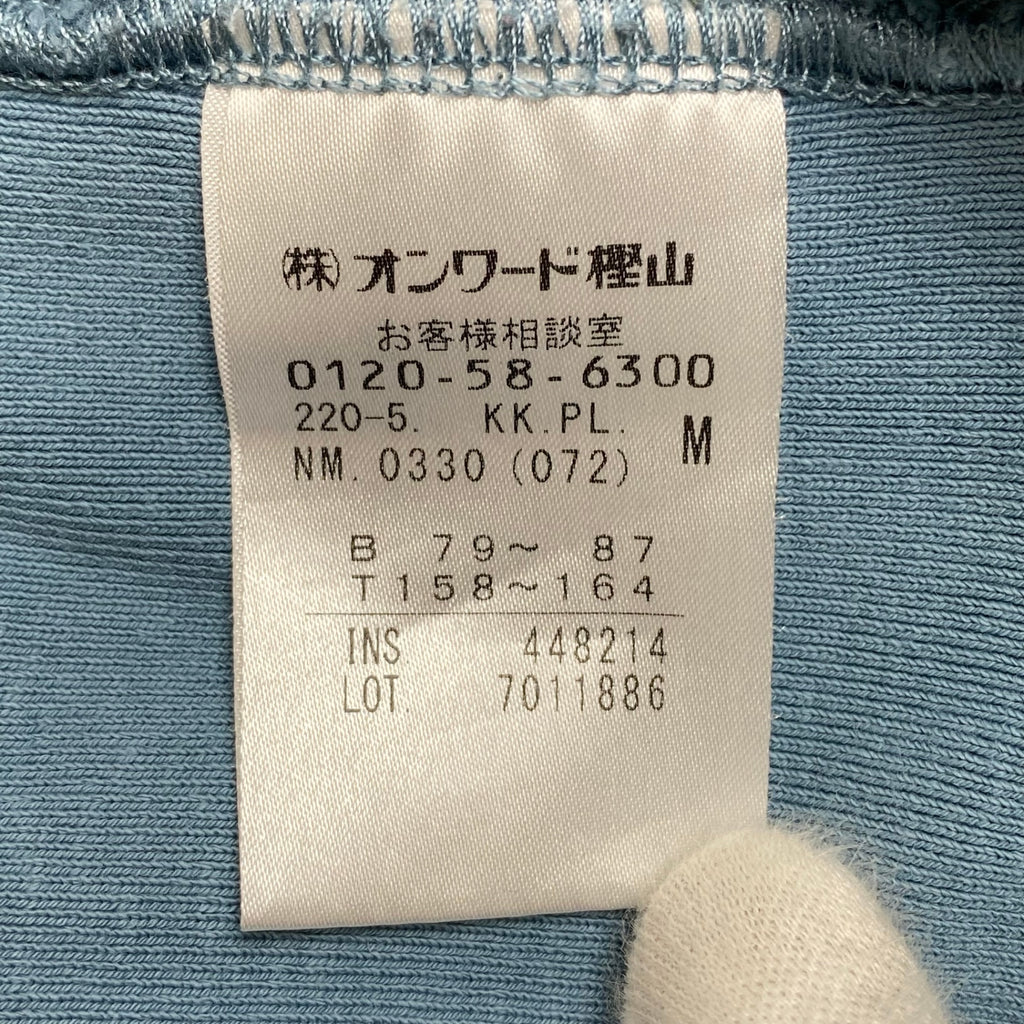 ㈱オンワード樫山
お客様相談室
0120-58-6300
220-5. KK.PL. M
NM. 0330 (072)
B 79～ 87
T158～164
INS. 448214
LOT. 7011886